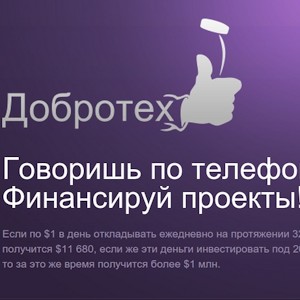 Добротех
Говоришь по телефо
Финансируй проекты!
Если по $1 в день откладывать ежедневно на протяжении 32
получится $11 680, если же эти деньги инвестировать под 20
то за это же время получится более $1 млн.